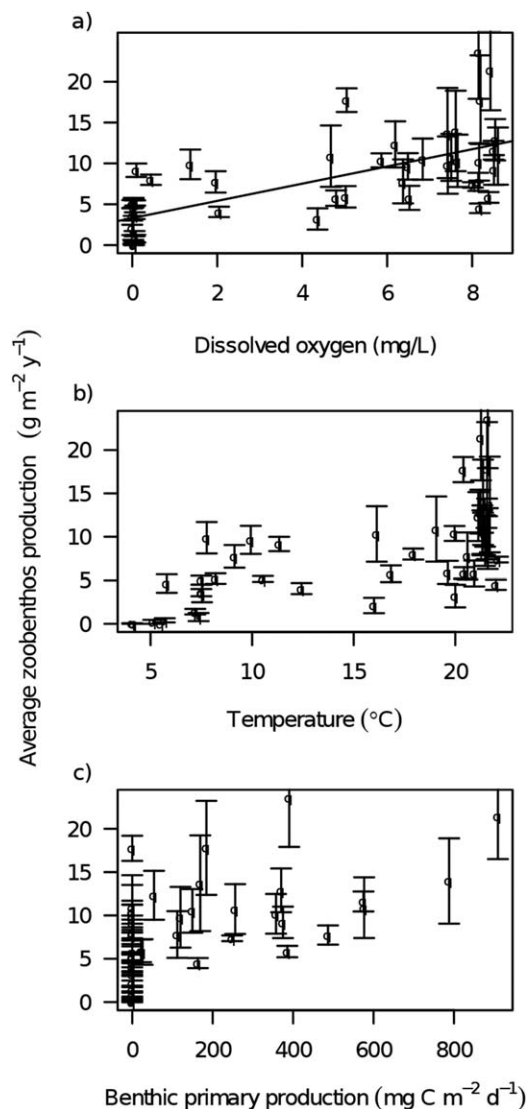 a)
20
15
10
5
0
0 2 4 6 8
Dissolved oxygen (mg/L)
Average zoobenthos production (g m⁻² y⁻¹)
b)
20
15
10
5
0
5 10 15 20
Temperature (°C)
c)
20
15
10
5
0
0 200 400 600 800
Benthic primary production (mg C m⁻² d⁻¹)